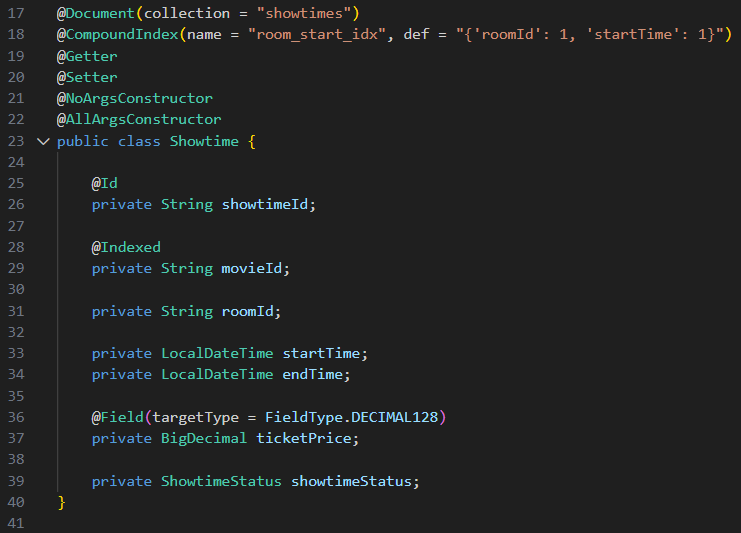 17 @Document(collection = "showtimes")
18 @CompoundIndex(name = "room_start_idx", def = "{'roomId': 1, 'startTime': 1}")
19 @Getter
20 @Setter
21 @NoArgsConstructor
22 @AllArgsConstructor
23 public class Showtime {
24
25 @Id
26 private String showtimeId;
27
28 @Indexed
29 private String movieId;
30
31 private String roomId;
32
33 private LocalDateTime startTime;
34 private LocalDateTime endTime;
35
36 @Field(targetType = FieldType.DECIMAL128)
37 private BigDecimal ticketPrice;
38
39 private ShowtimeStatus showtimeStatus;
40 }
41